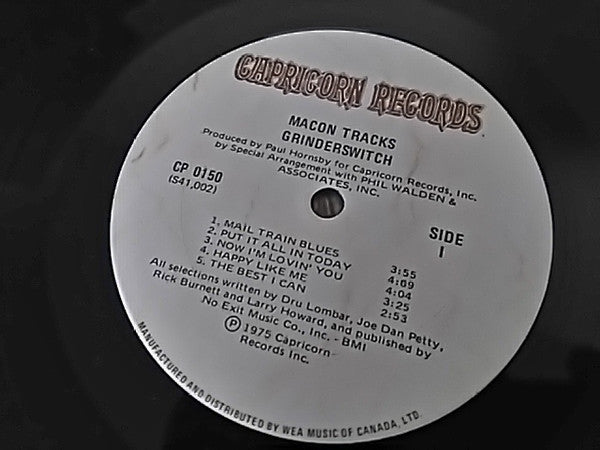 CAPRICORN RECORDS
MACON TRACKS
GRINDERSWITCH
Produced by Paul Hornsby for Capricorn Records, Inc.
by Special Arrangement with PHIL WALDEN &
ASSOCIATES, INC.
CP 0150
(S41,002)
SIDE
I
1. MAIL TRAIN BLUES 3:55
2. PUT IT ALL IN TODAY 4:69
3. NOW I'M LOVIN' YOU 4:04
4. HAPPY LIKE ME 3:25
5. THE BEST I CAN 2:53
All selections written by Dru Lombar, Joe Dan Petty,
Rick Burnett and Larry Howard, and published by
No Exit Music Co., Inc. - BMI
Ⓟ 1975 Capricorn
Records Inc.
MANUFACTURED AND DISTRIBUTED BY WEA MUSIC OF CANADA, LTD.